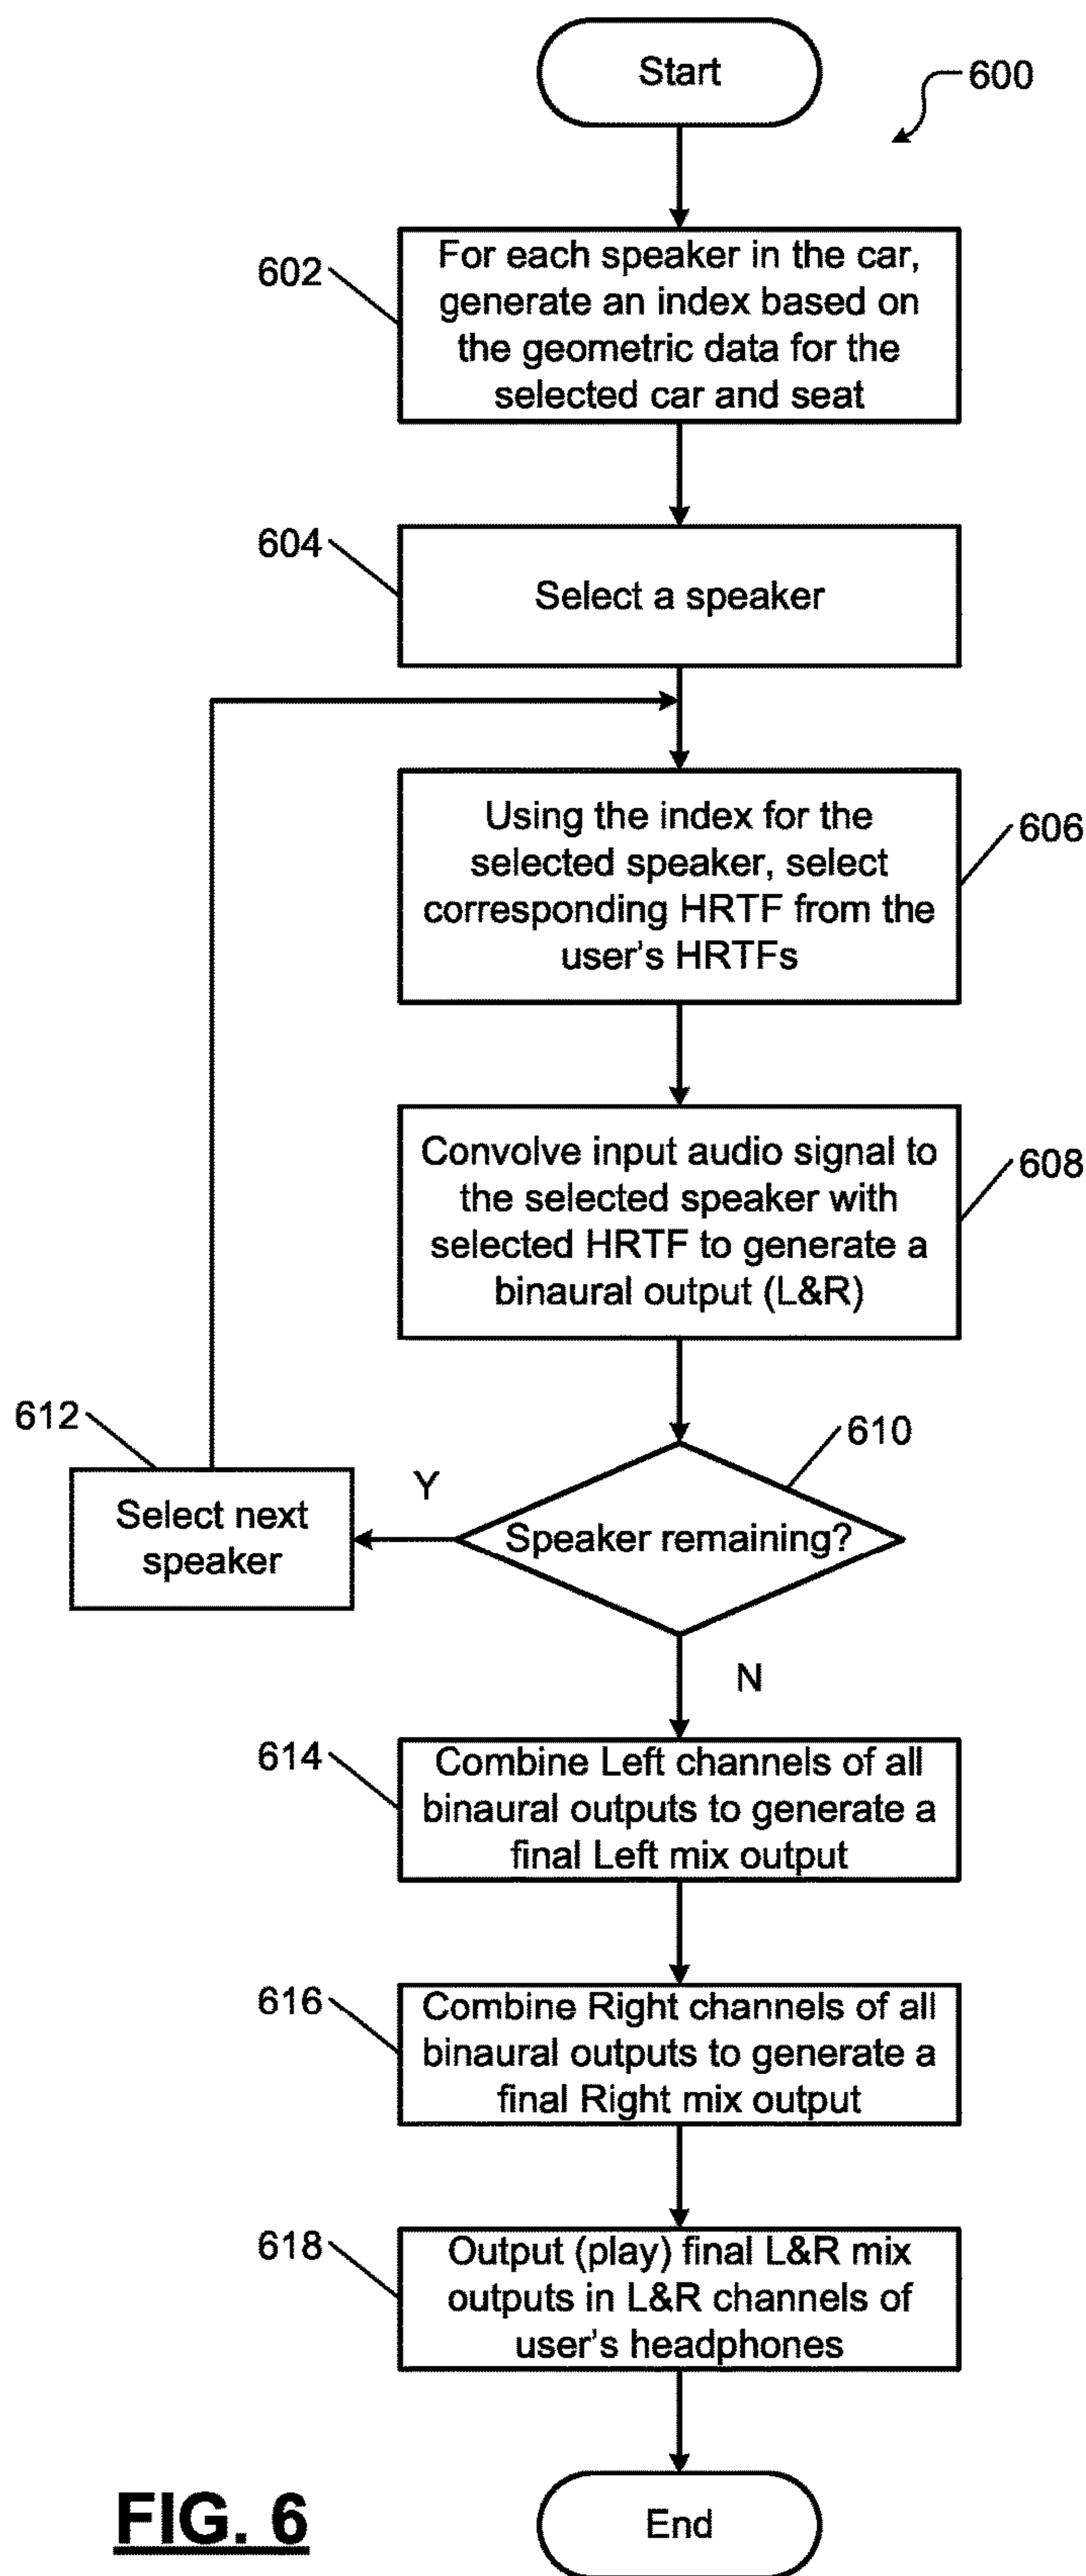 Start
600
602
For each speaker in the car,
generate an index based on
the geometric data for the
selected car and seat
604
Select a speaker
Using the index for the
selected speaker, select
corresponding HRTF from the
user's HRTFs
606
Convolve input audio signal to
the selected speaker with
selected HRTF to generate a
binaural output (L&R)
608
612
Select next
speaker
Y
610
Speaker remaining?
N
614
Combine Left channels of all
binaural outputs to generate a
final Left mix output
616
Combine Right channels of all
binaural outputs to generate a
final Right mix output
618
Output (play) final L&R mix
outputs in L&R channels of
user's headphones
FIG. 6
End